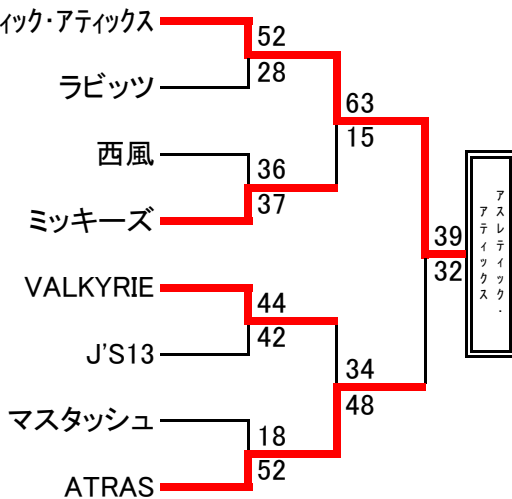 ィック・アティックス
ラビッツ
西風
ミッキーズ
VALKYRIE
J'S13
マスタッシュ
ATRAS
52
28
36
37
44
42
18
52
63
15
34
48
39
32
アスレティック・
アティックス